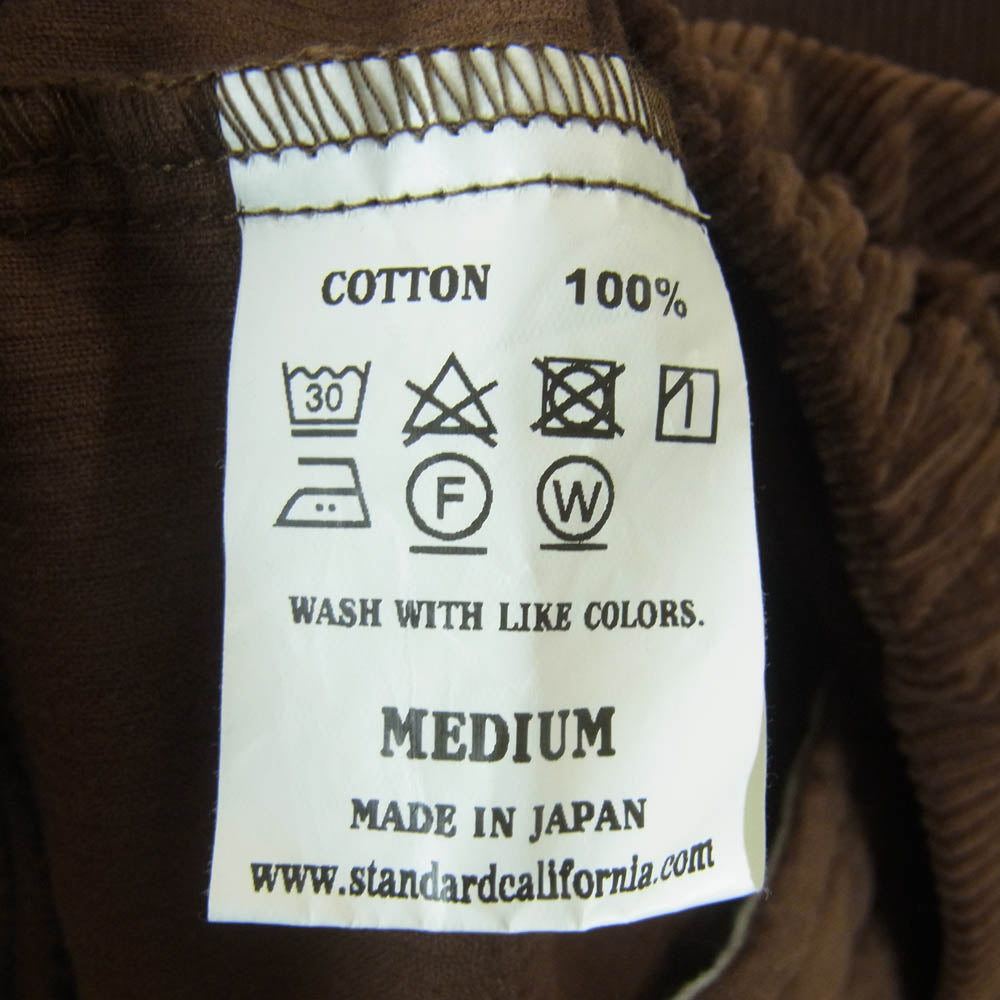 COTTON 100%
30
F W
WASH WITH LIKE COLORS.
MEDIUM
MADE IN JAPAN
www.standardcalifornia.com